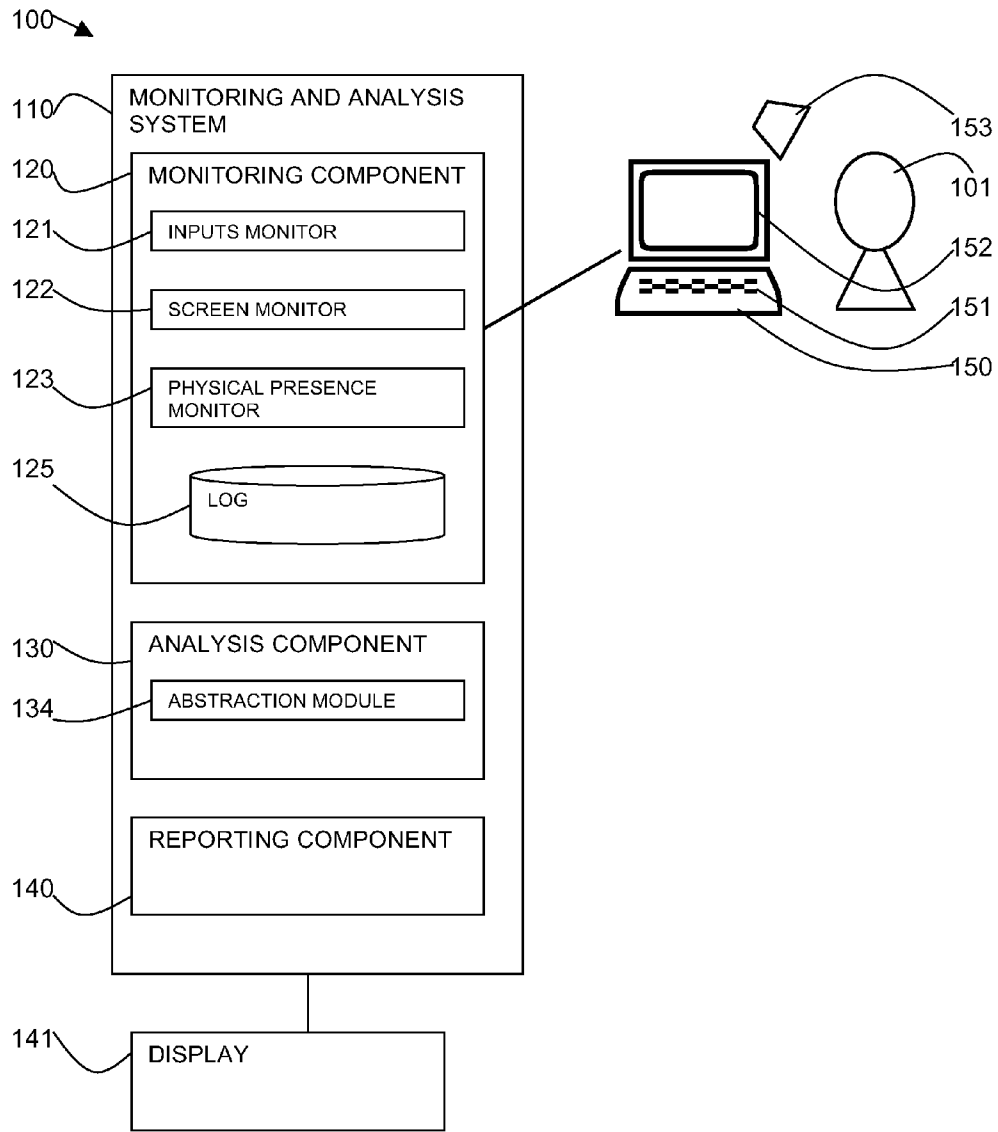 100
110
MONITORING AND ANALYSIS
SYSTEM
120
MONITORING COMPONENT
121
INPUTS MONITOR
122
SCREEN MONITOR
123
PHYSICAL PRESENCE
MONITOR
125
LOG
130
ANALYSIS COMPONENT
134
ABSTRACTION MODULE
REPORTING COMPONENT
140
141
DISPLAY
153
101
152
151
150